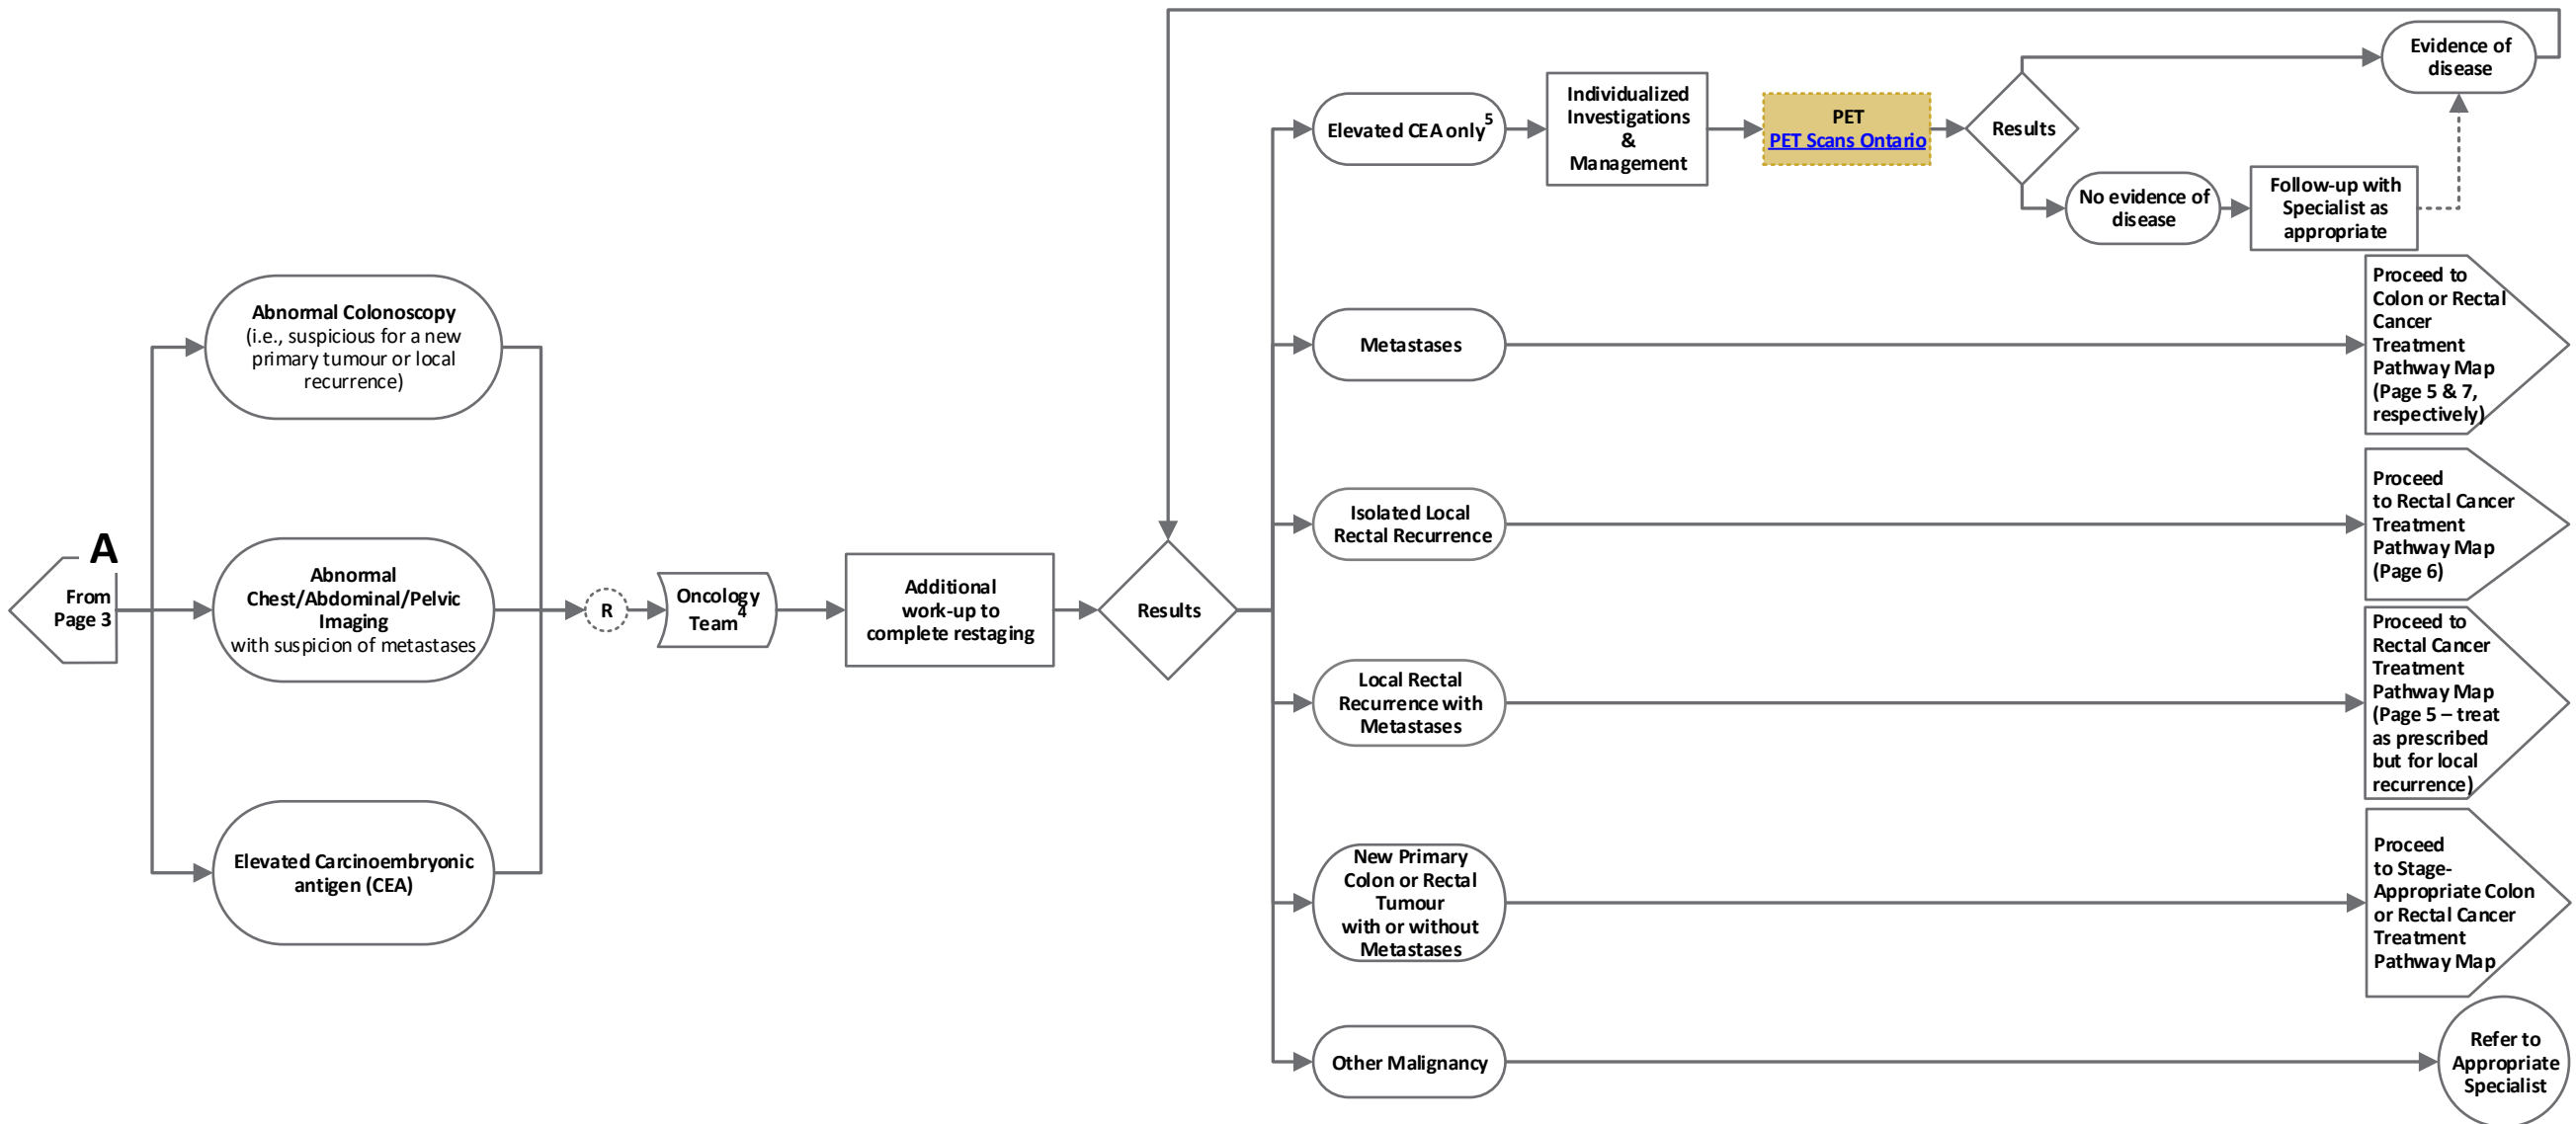 A
From
Page 3
Abnormal Colonoscopy
(i.e., suspicious for a new
primary tumour or local
recurrence)
Abnormal
Chest/Abdominal/Pelvic
Imaging
with suspicion of metastases
Elevated Carcinoembryonic
antigen (CEA)
R
Oncology
Team4
Additional
work-up to
complete restaging
Results
Elevated CEA only5
Individualized
Investigations
&
Management
PET
PET Scans Ontario
Results
Evidence of
disease
No evidence of
disease
Follow-up with
Specialist as
appropriate
Metastases
Proceed to
Colon or Rectal
Cancer
Treatment
Pathway Map
(Page 5 & 7,
respectively)
Isolated Local
Rectal Recurrence
Proceed
to Rectal Cancer
Treatment
Pathway Map
(Page 6)
Local Rectal
Recurrence with
Metastases
Proceed to
Rectal Cancer
Treatment
Pathway Map
(Page 5 – treat
as prescribed
but for local
recurrence)
New Primary
Colon or Rectal
Tumour
with or without
Metastases
Proceed
to Stage-
Appropriate Colon
or Rectal Cancer
Treatment
Pathway Map
Other Malignancy
Refer to
Appropriate
Specialist